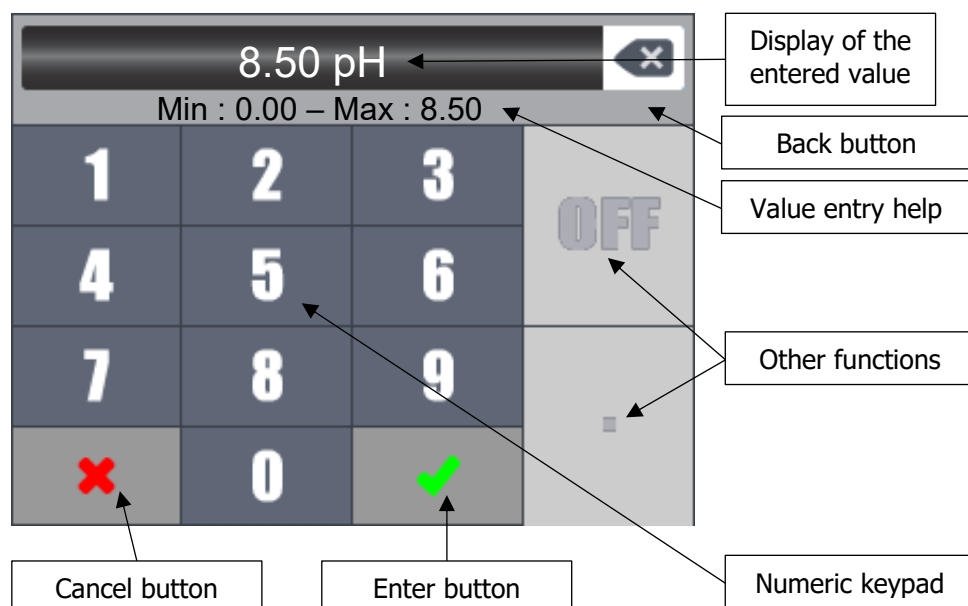 8.50 pH
Display of the
entered value
Min : 0.00 – Max : 8.50
Back button
1 2 3
Value entry help
OFF
4 5 6
7 8 9
Other functions
.
0
Cancel button
Enter button
Numeric keypad